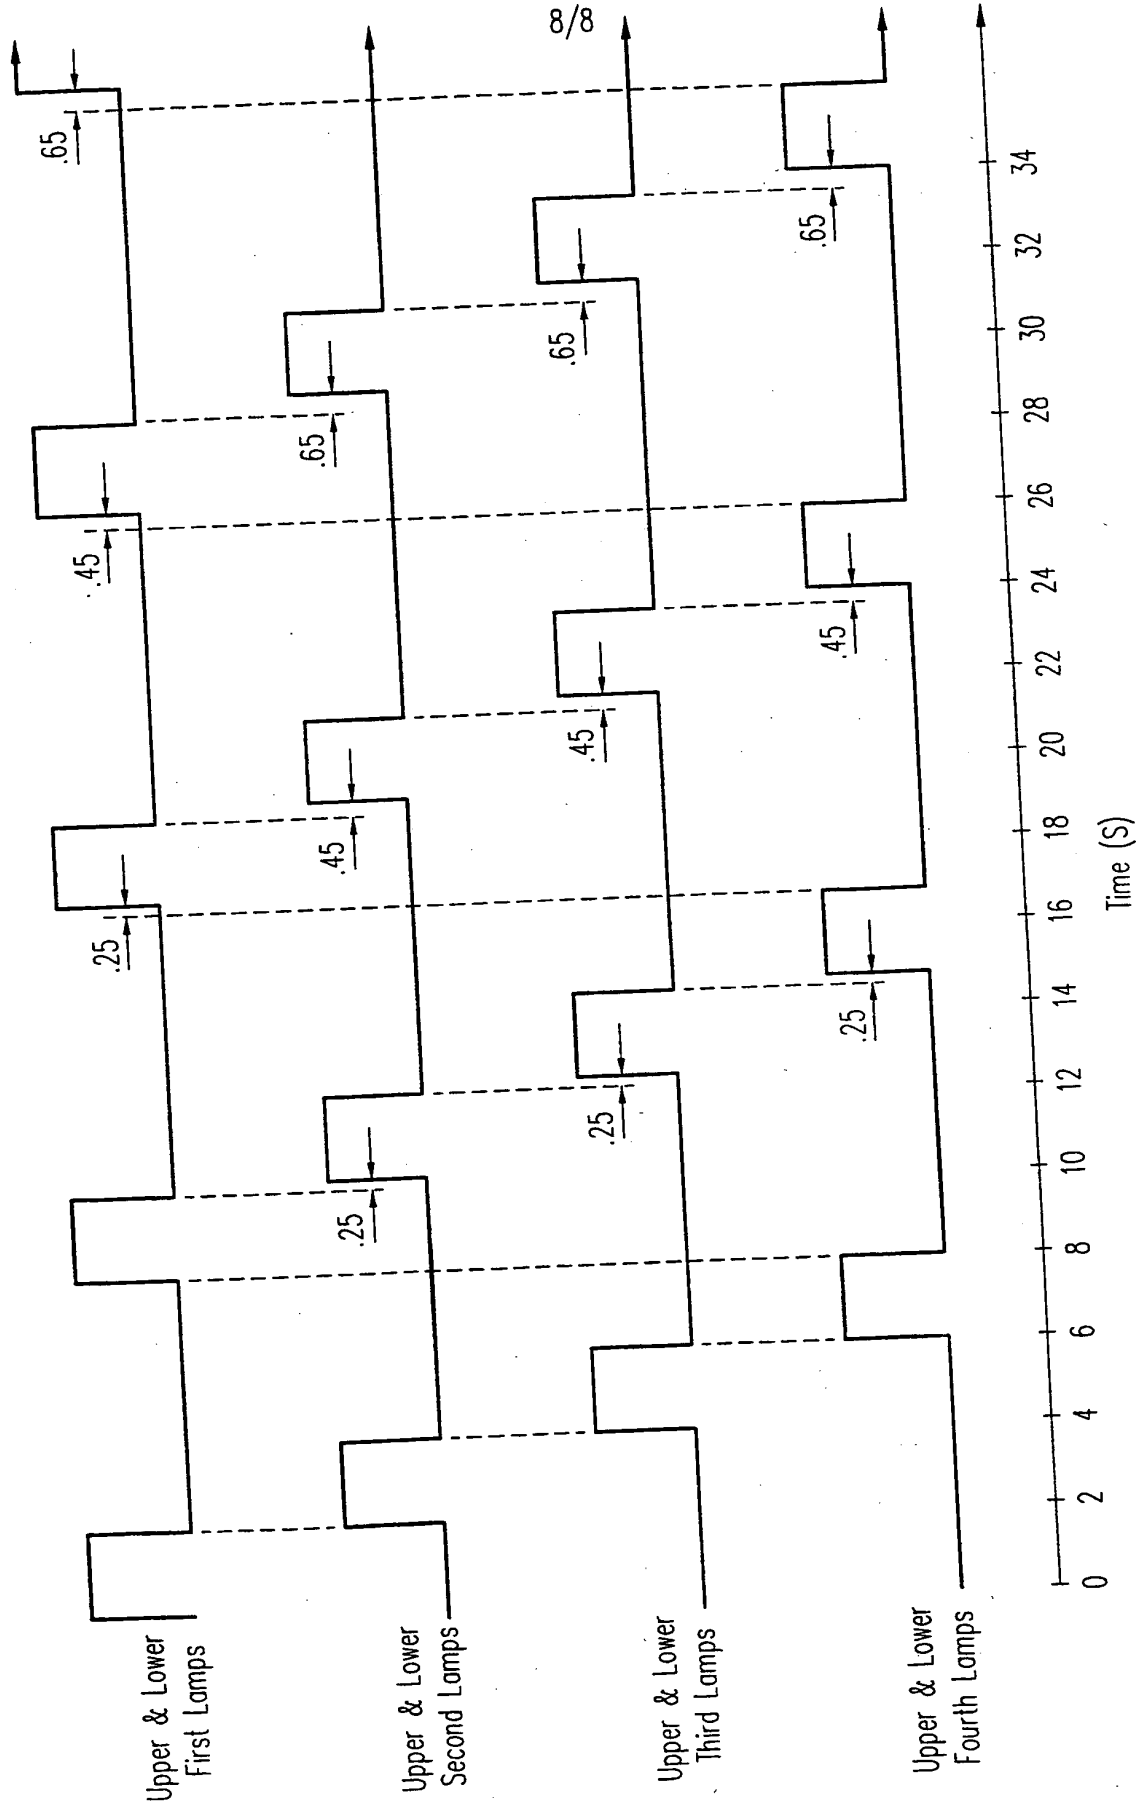 8/8
Upper & Lower
First Lamps
.25
.45
.65
Upper & Lower
Second Lamps
.25
.45
.65
Upper & Lower
Third Lamps
.25
.45
.65
Upper & Lower
Fourth Lamps
.25
.45
.65
0 2 4 6 8 10 12 14 16 18 20 22 24 26 28 30 32 34
Time (S)